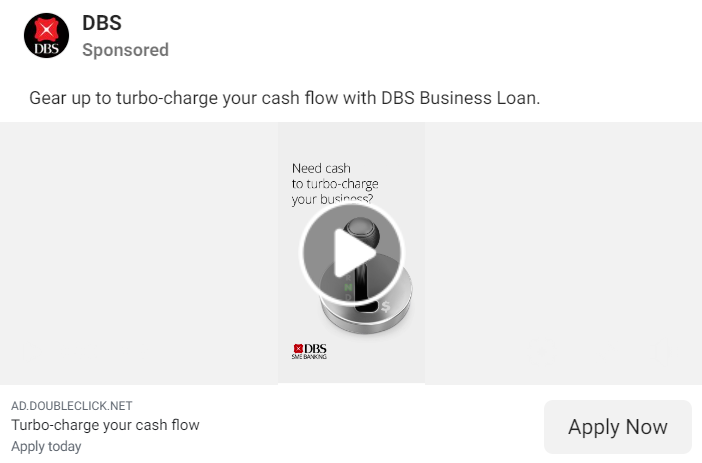 DBS
DBS
Sponsored
Gear up to turbo-charge your cash flow with DBS Business Loan.
Need cash
to turbo-charge
your business?
N
D
$
DBS
SME BANKING
AD.DOUBLECLICK.NET
Turbo-charge your cash flow
Apply today
Apply Now